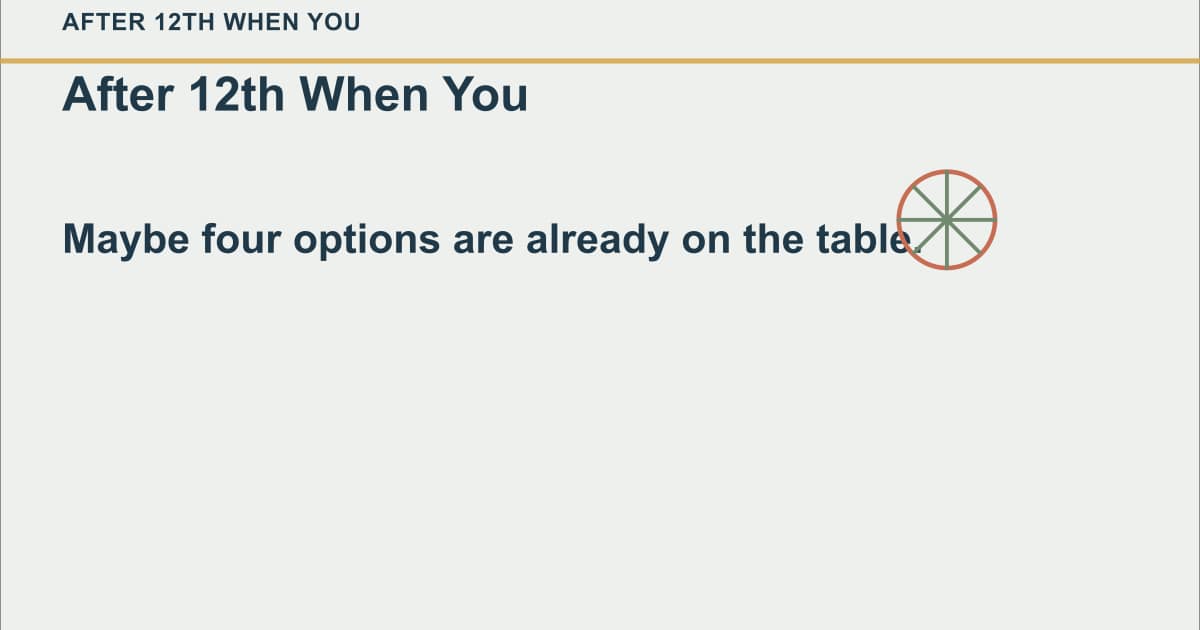 AFTER 12TH WHEN YOU
After 12th When You
Maybe four options are already on the table.